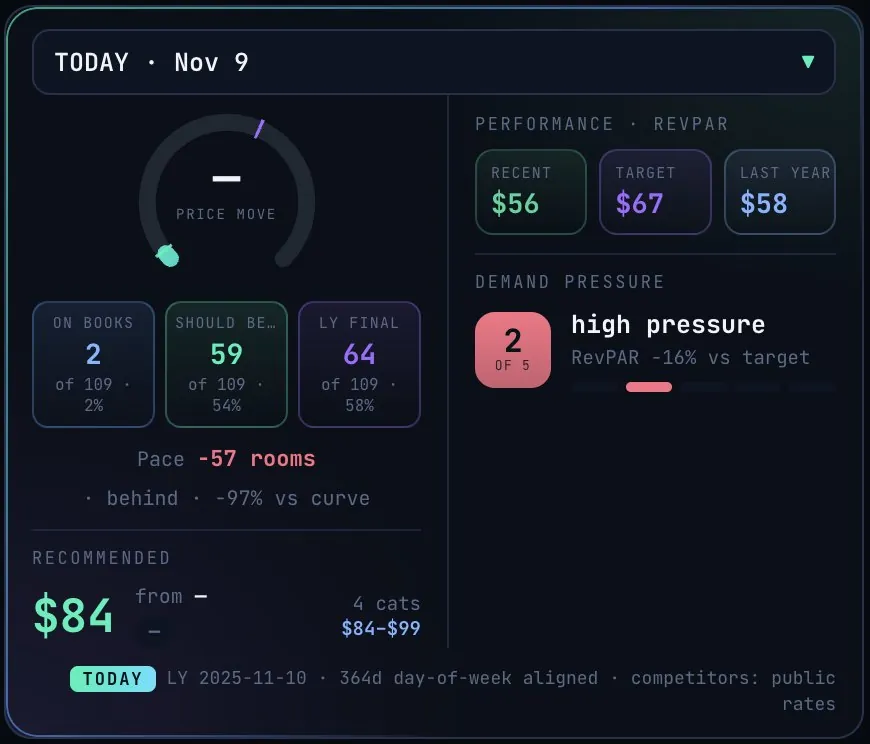 TODAY · Nov 9 ▼
—
PRICE MOVE
ON BOOKS
2
of 109 ·
2%
SHOULD BE…
59
of 109 ·
54%
LY FINAL
64
of 109 ·
58%
Pace -57 rooms
· behind · -97% vs curve
RECOMMENDED
$84
from —
—
4 cats
$84–$99
PERFORMANCE · REVPAR
RECENT
$56
TARGET
$67
LAST YEAR
$58
DEMAND PRESSURE
2
OF 5
high pressure
RevPAR -16% vs target
TODAY LY 2025-11-10 · 364d day-of-week aligned · competitors: public
rates